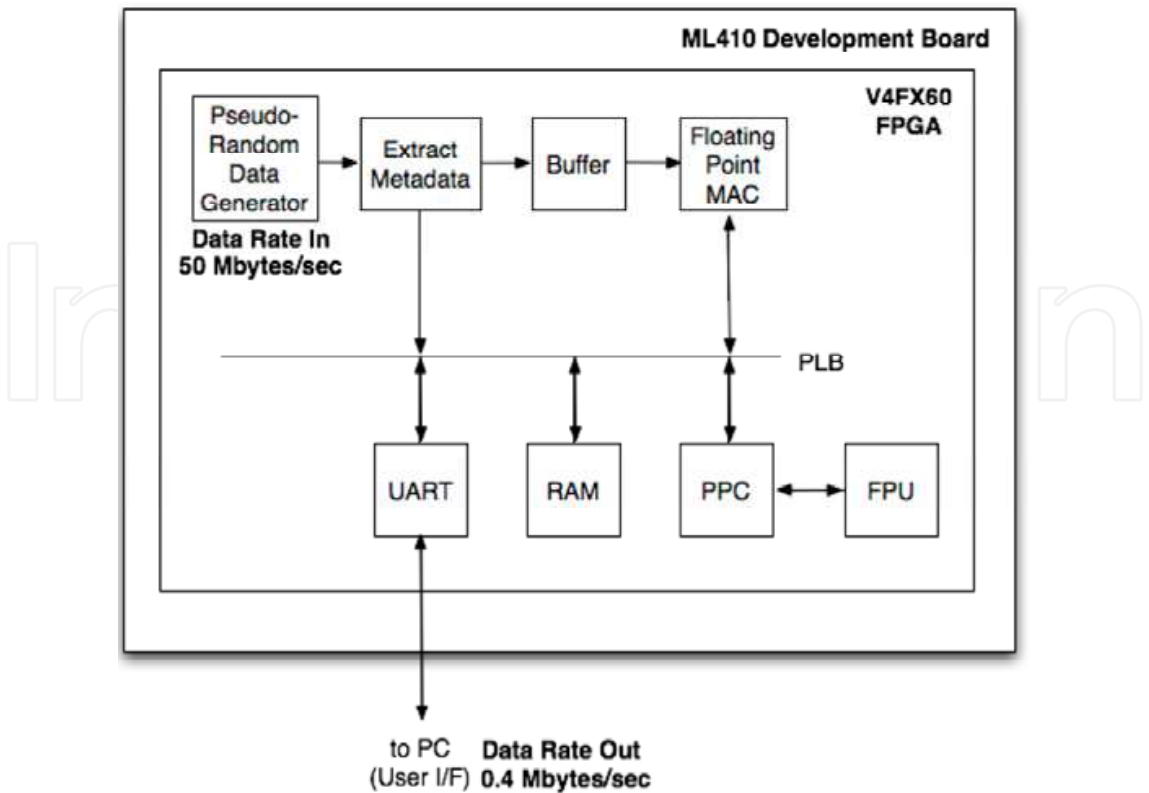 ML410 Development Board
V4FX60
FPGA
Pseudo-
Random
Data
Generator
Extract
Metadata
Buffer
Floating
Point
MAC
Data Rate In
50 Mbytes/sec
PLB
UART
RAM
PPC
FPU
to PC
(User I/F)
Data Rate Out
0.4 Mbytes/sec